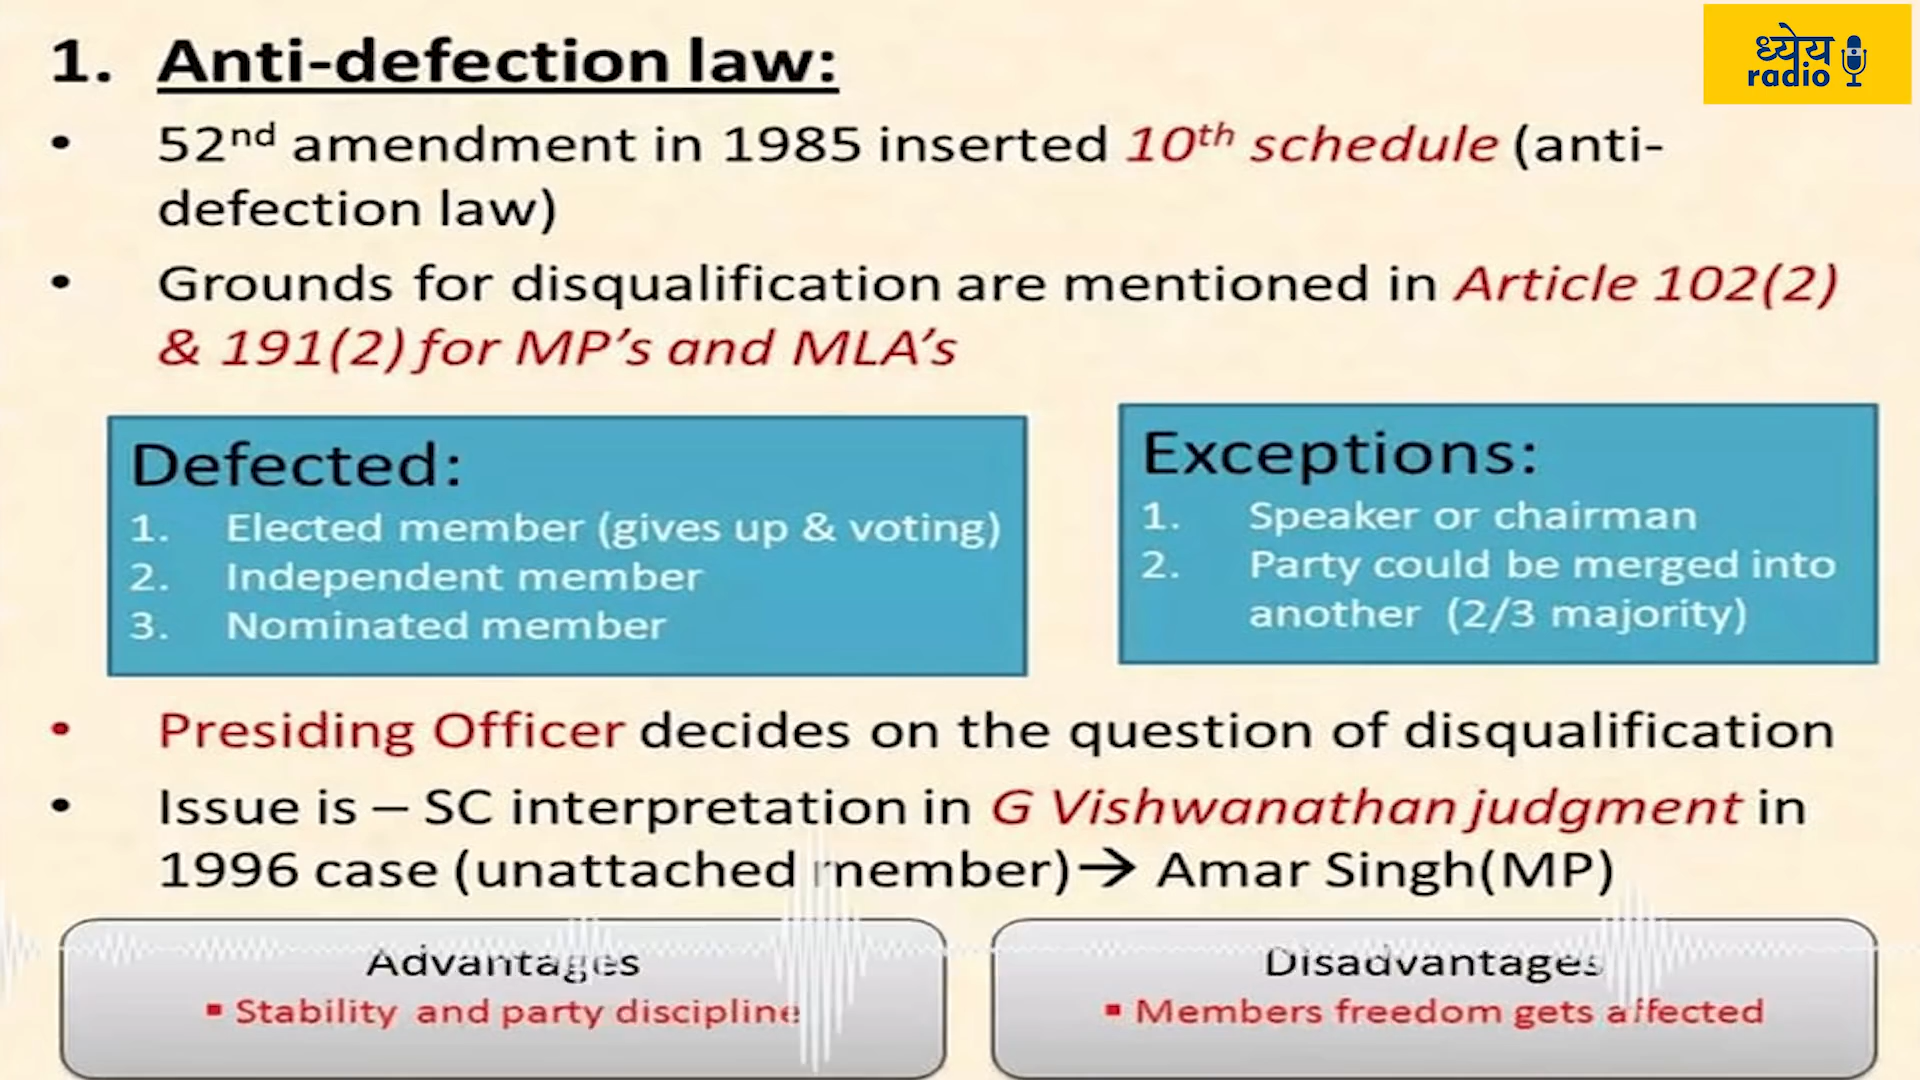 ध्येय
radio
1. Anti-defection law:
• 52nd amendment in 1985 inserted 10th schedule (anti-
defection law)
• Grounds for disqualification are mentioned in Article 102(2)
& 191(2) for MP’s and MLA’s
Defected:
1. Elected member (gives up & voting)
2. Independent member
3. Nominated member
Exceptions:
1. Speaker or chairman
2. Party could be merged into
another (2/3 majority)
• Presiding Officer decides on the question of disqualification
• Issue is – SC interpretation in G Vishwanathan judgment in
1996 case (unattached member)→ Amar Singh(MP)
Advantages
▪ Stability and party discipline
Disadvantages
▪ Members freedom gets affected